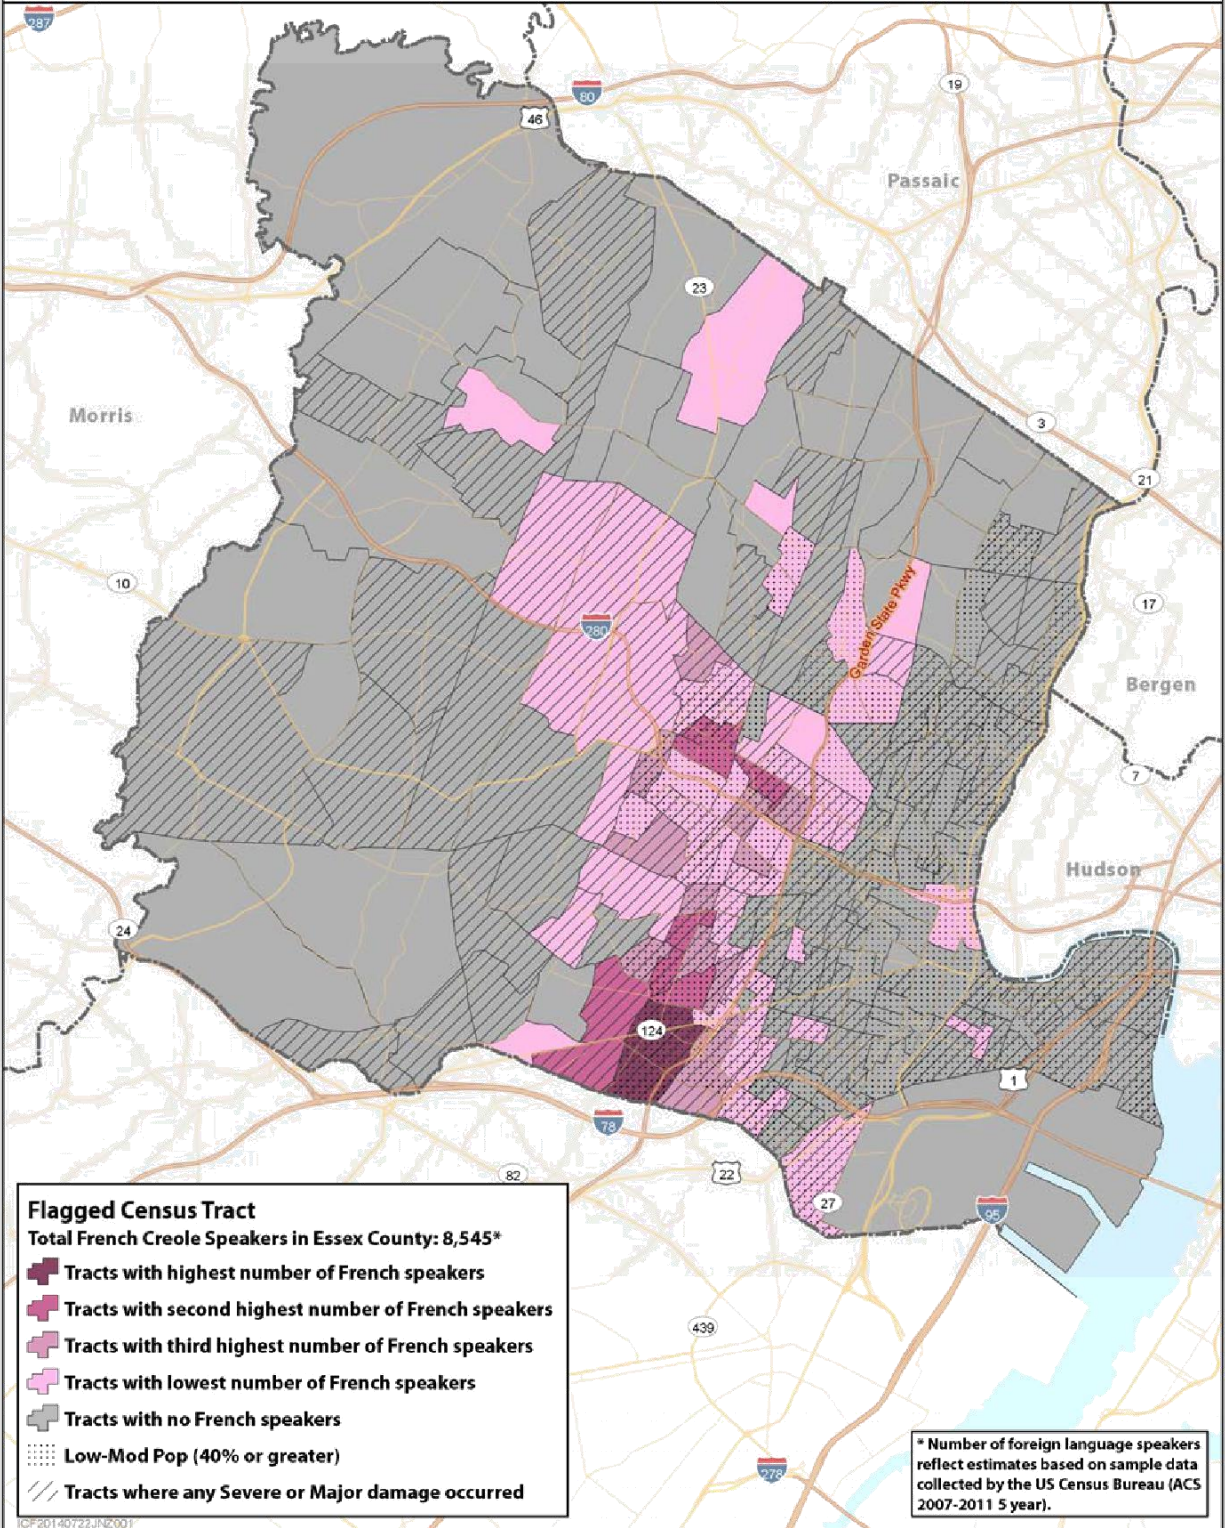 287
80
19
46
Passaic
23
Morris
3
21
10
17
Garden State Pkwy
280
Bergen
7
Hudson
24
124
1
78
82
22
27
95
Flagged Census Tract
Total French Creole Speakers in Essex County: 8,545*
Tracts with highest number of French speakers
Tracts with second highest number of French speakers
Tracts with third highest number of French speakers
Tracts with lowest number of French speakers
Tracts with no French speakers
Low-Mod Pop (40% or greater)
Tracts where any Severe or Major damage occurred
439
278
* Number of foreign language speakers
reflect estimates based on sample data
collected by the US Census Bureau (ACS
2007-2011 5 year).
ICF20140722JNZ001